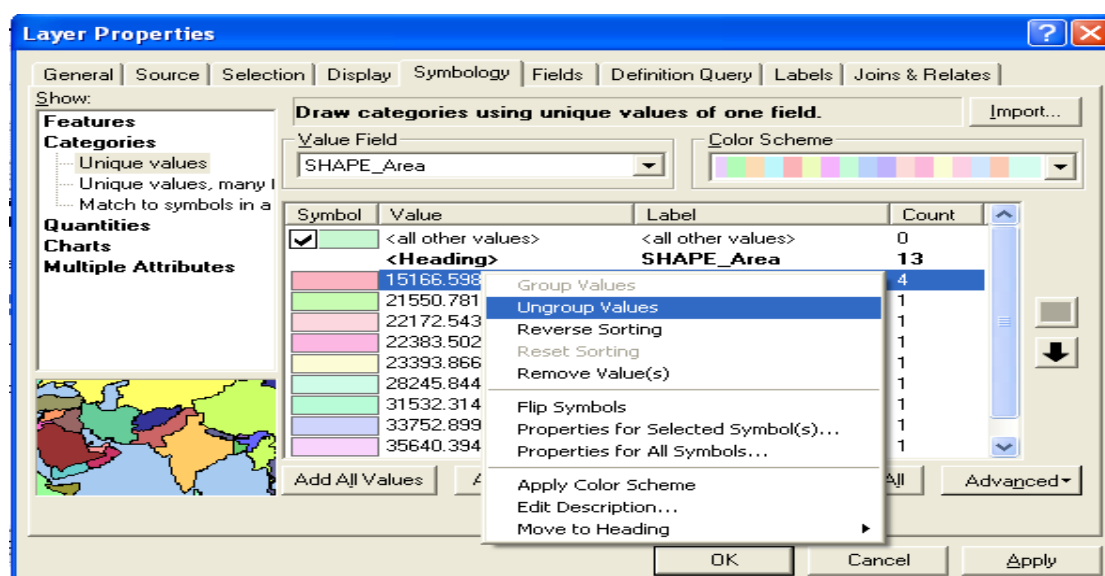 Layer Properties
General Source Selection Display Symbology Fields Definition Query Labels Joins & Relates
Show:
Features
Categories
Unique values
Unique values, many
Match to symbols in a
Quantities
Charts
Multiple Attributes
Draw categories using unique values of one field.
Import...
Value Field
SHAPE_Area
Color Scheme
Symbol Value Label Count
<all other values> <all other values> 0
<Heading> SHAPE_Area 13
15166.598 4
21550.781 1
22172.543 1
22383.502 1
23393.866 1
28245.844 1
31532.314 1
33752.899 1
35640.394 1
Group Values
Ungroup Values
Reverse Sorting
Reset Sorting
Remove Value(s)
Flip Symbols
Properties for Selected Symbol(s)...
Properties for All Symbols...
Apply Color Scheme
Edit Description...
Move to Heading
Add All Values
All
Advanced
OK Cancel Apply